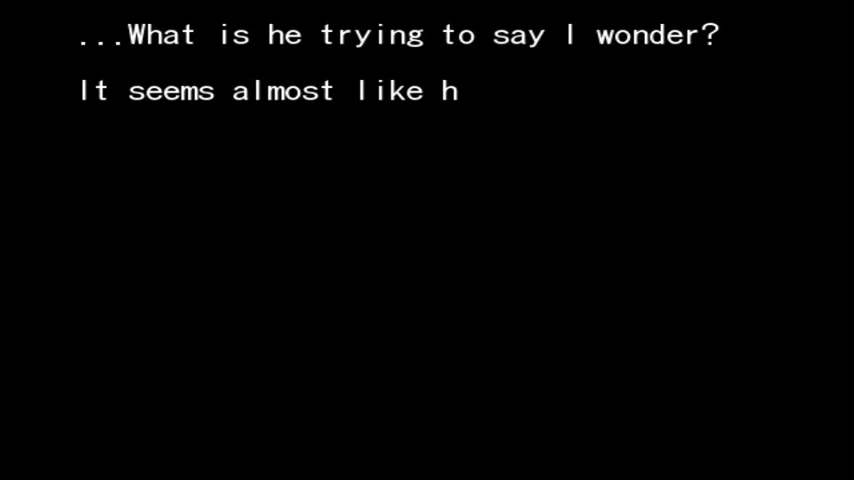 ...What is he trying to say I wonder?
It seems almost like h